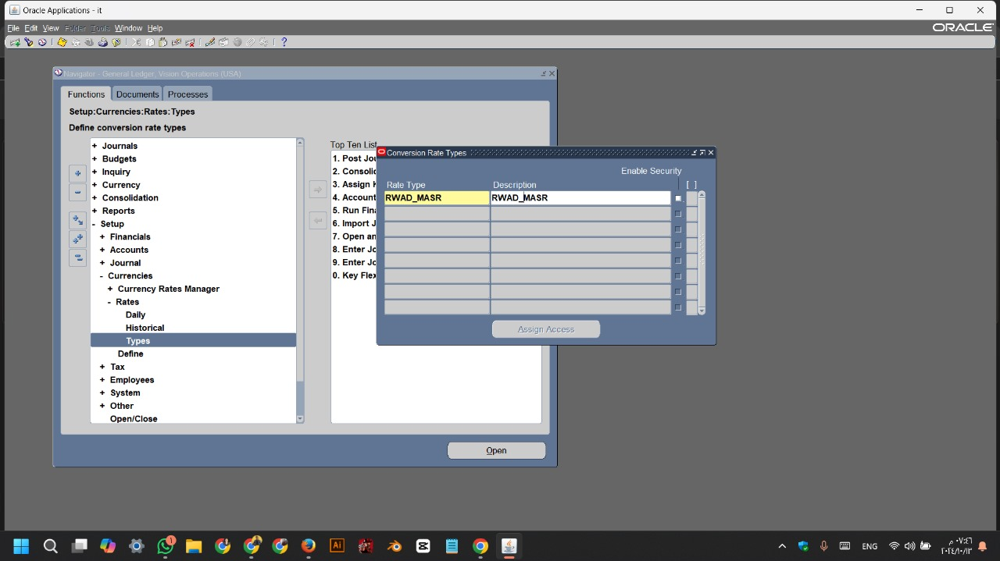 Oracle Applications - it
File Edit View Folder Tools Window Help
ORACLE
Navigator - General Ledger, Vision Operations (USA)
Functions Documents Processes
Setup:Currencies:Rates:Types
Define conversion rate types
+ Journals
+ Budgets
+ Inquiry
+ Currency
+ Consolidation
+ Reports
- Setup
+ Financials
+ Accounts
+ Journal
- Currencies
+ Currency Rates Manager
- Rates
Daily
Historical
Types
Define
+ Tax
+ Employees
+ System
+ Other
Open/Close
Top Ten List
1. Post Jou
2. Consolid
3. Assign K
4. Account
5. Run Fina
6. Import J
7. Open an
8. Enter Jo
9. Enter Jo
0. Key Flex
Open
Conversion Rate Types
Enable Security
Rate Type Description [ ]
RWAD_MASR RWAD_MASR
Assign Access
1
Ai
ENG
٠٧:٤٦ م
٢٠٢٤/١٠/١٣